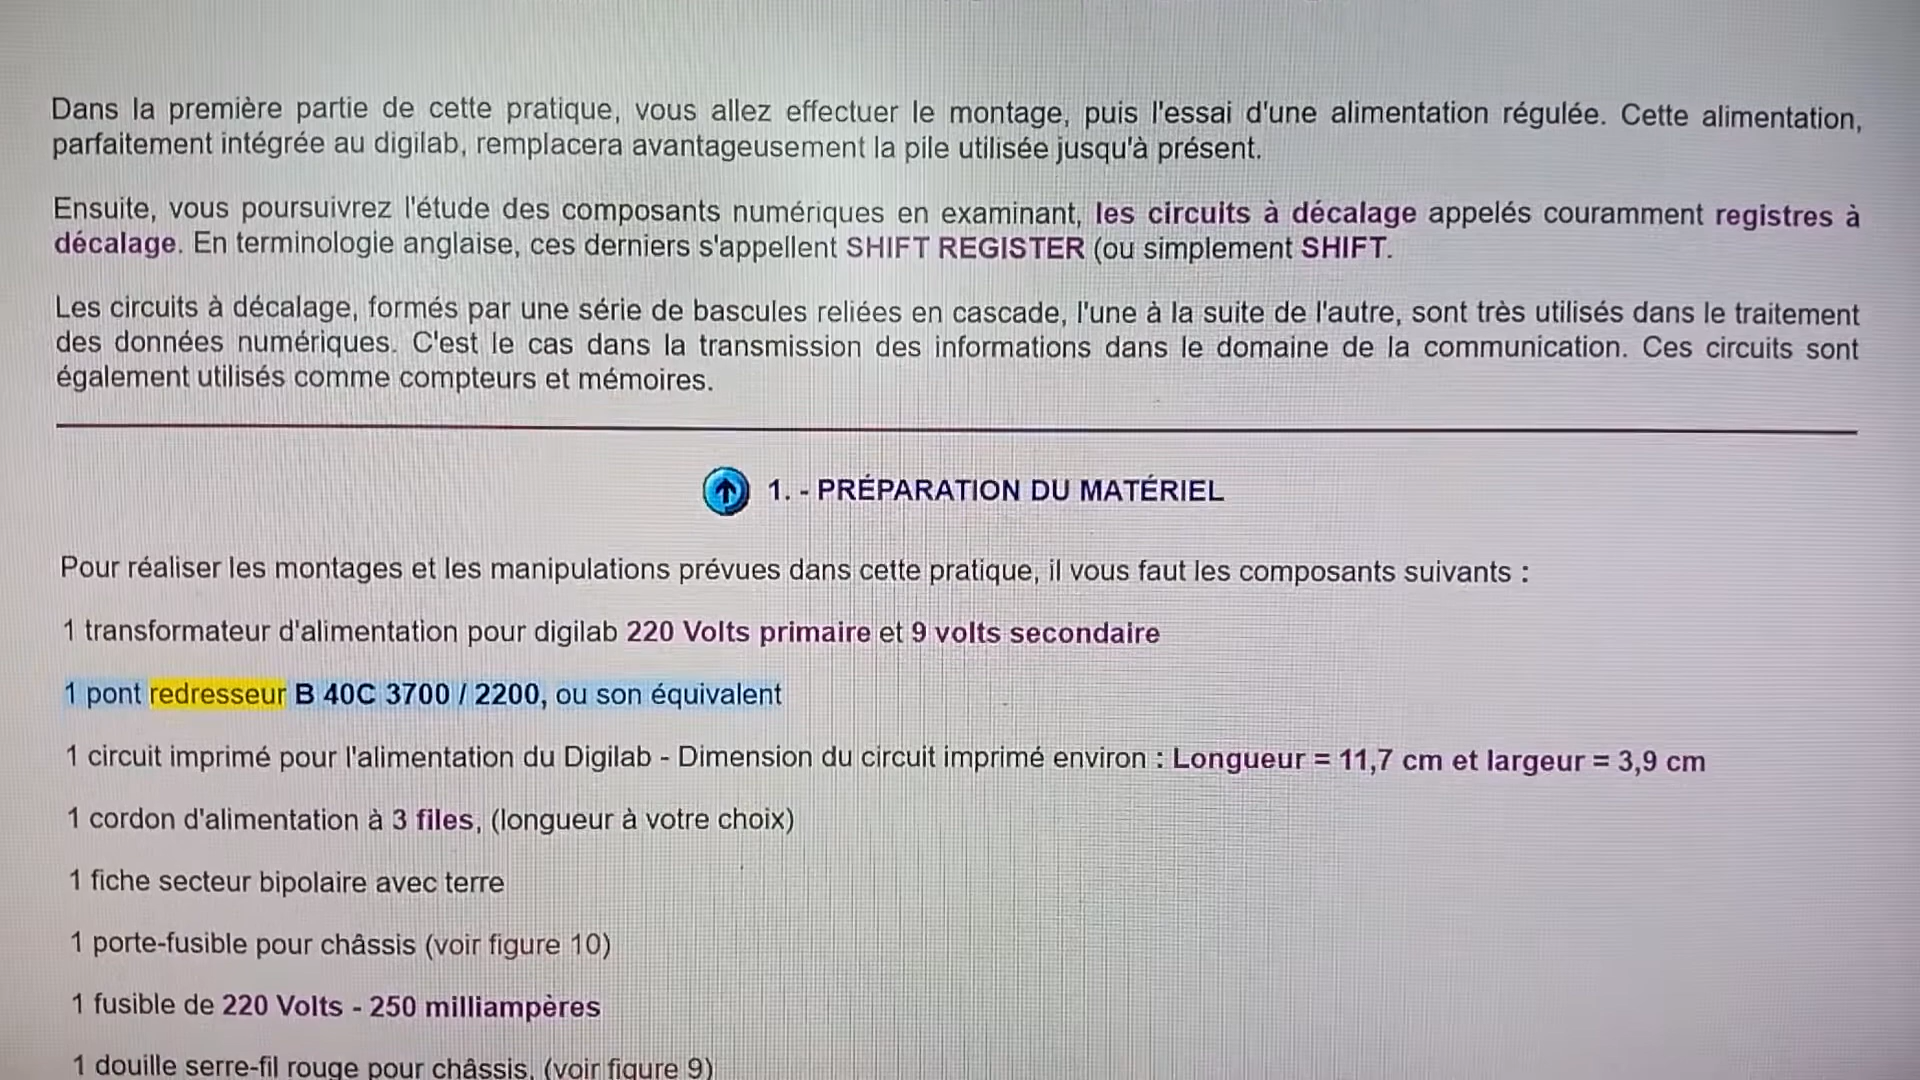 Dans la première partie de cette pratique, vous allez effectuer le montage, puis l'essai d'une alimentation régulée. Cette alimentation,
parfaitement intégrée au digilab, remplacera avantageusement la pile utilisée jusqu'à présent.
Ensuite, vous poursuivrez l'étude des composants numériques en examinant, les circuits à décalage appelés couramment registres à
décalage. En terminologie anglaise, ces derniers s'appellent SHIFT REGISTER (ou simplement SHIFT.
Les circuits à décalage, formés par une série de bascules reliées en cascade, l'une à la suite de l'autre, sont très utilisés dans le traitement
des données numériques. C'est le cas dans la transmission des informations dans le domaine de la communication. Ces circuits sont
également utilisés comme compteurs et mémoires.
1. - PRÉPARATION DU MATÉRIEL
Pour réaliser les montages et les manipulations prévues dans cette pratique, il vous faut les composants suivants :
1 transformateur d'alimentation pour digilab 220 Volts primaire et 9 volts secondaire
1 pont redresseur B 40C 3700 / 2200, ou son équivalent
1 circuit imprimé pour l'alimentation du Digilab - Dimension du circuit imprimé environ : Longueur = 11,7 cm et largeur = 3,9 cm
1 cordon d'alimentation à 3 files, (longueur à votre choix)
1 fiche secteur bipolaire avec terre
1 porte-fusible pour châssis (voir figure 10)
1 fusible de 220 Volts - 250 milliampères
1 douille serre-fil rouge pour châssis, (voir figure 9)